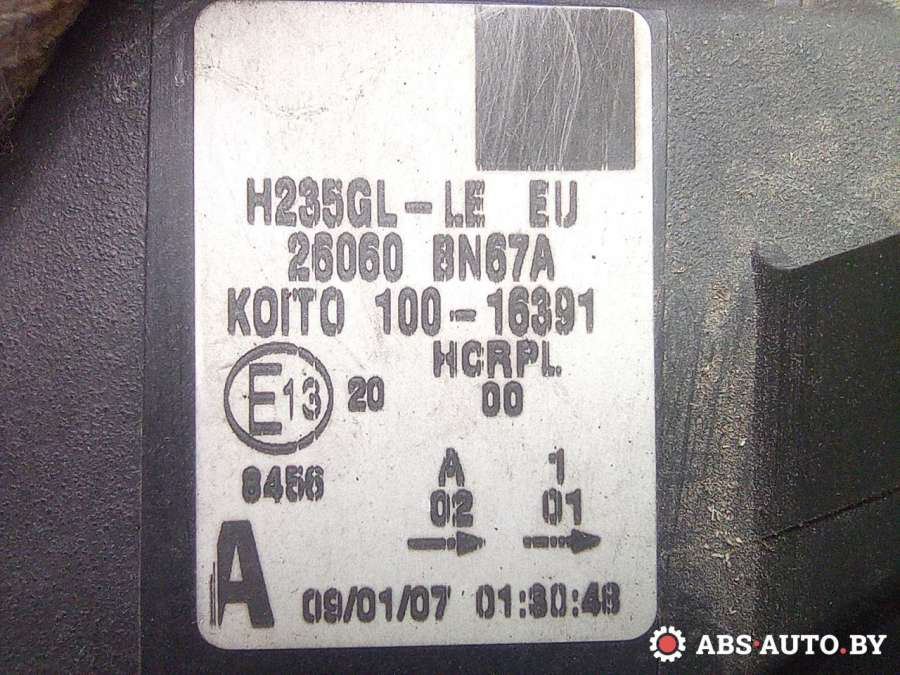 H235GL-LE EU
26060 BN67A
KOITO 100-16391
HCRPL
E13 20 00
8456
A 1
02 01
A 09/01/07 01:30:48
ABS-AUTO.BY